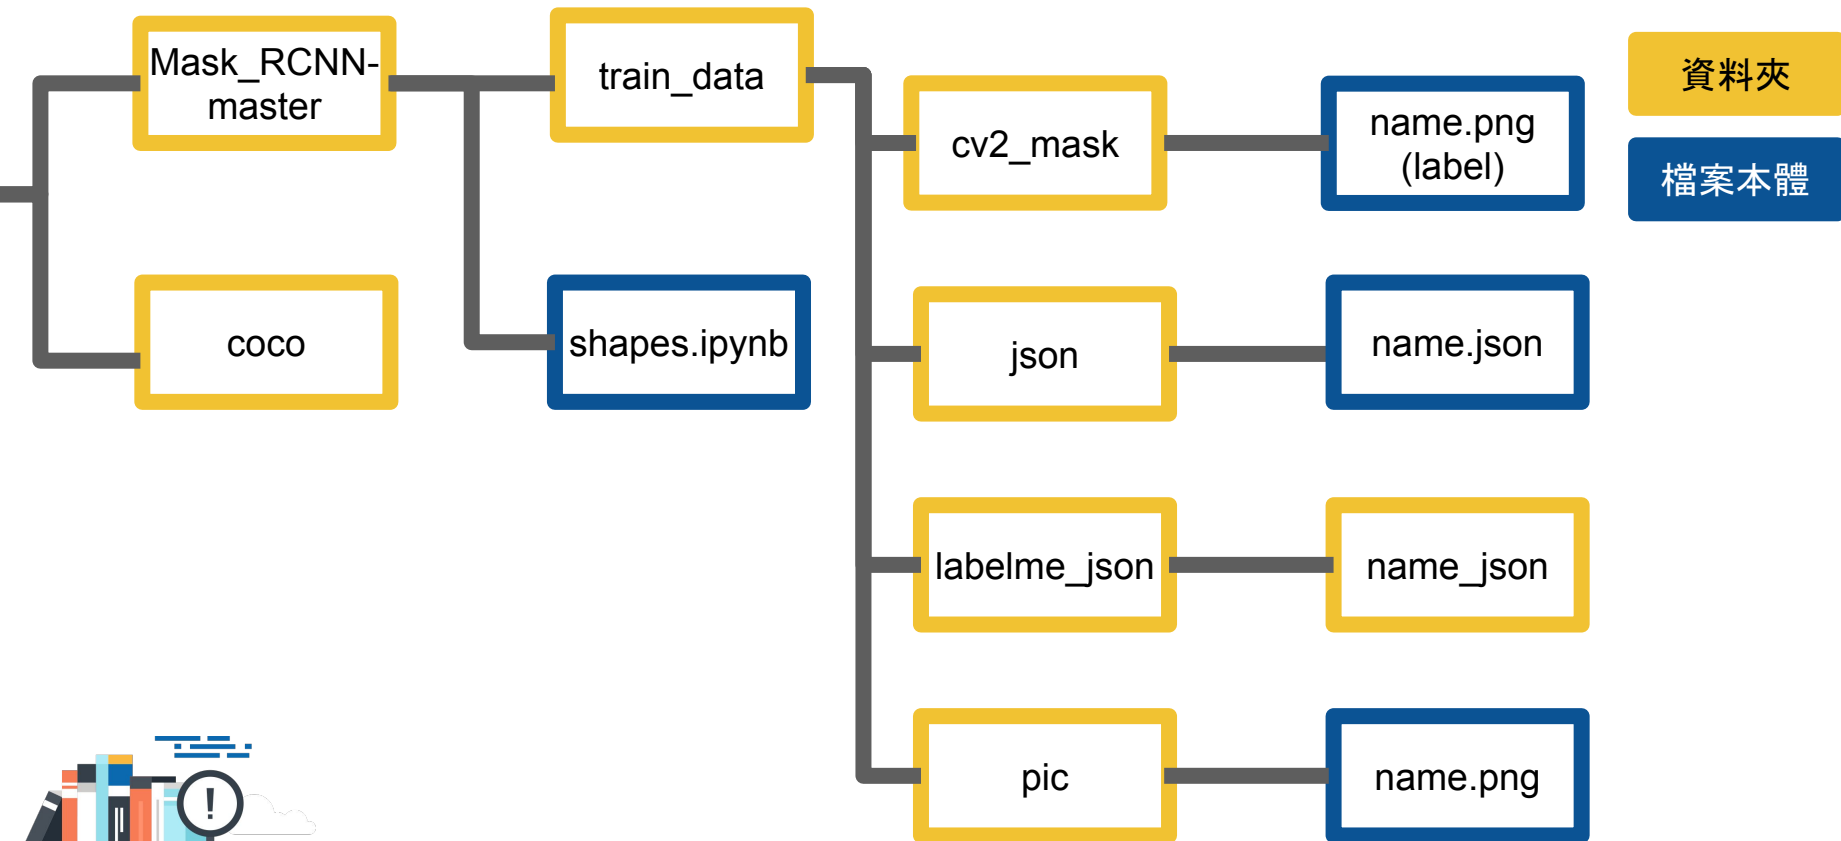 Mask_RCNN-
master
train_data
cv2_mask
name.png
(label)
資料夾
檔案本體
coco
shapes.ipynb
json
name.json
labelme_json
name_json
pic
name.png
!